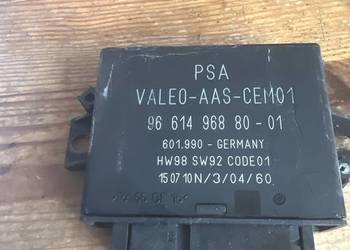 PSA
VALEO-AAS-CEM01
96 614 968 80-01
601.990 - GERMANY
HW98 SW92 CODE01
150710N/3/04/60